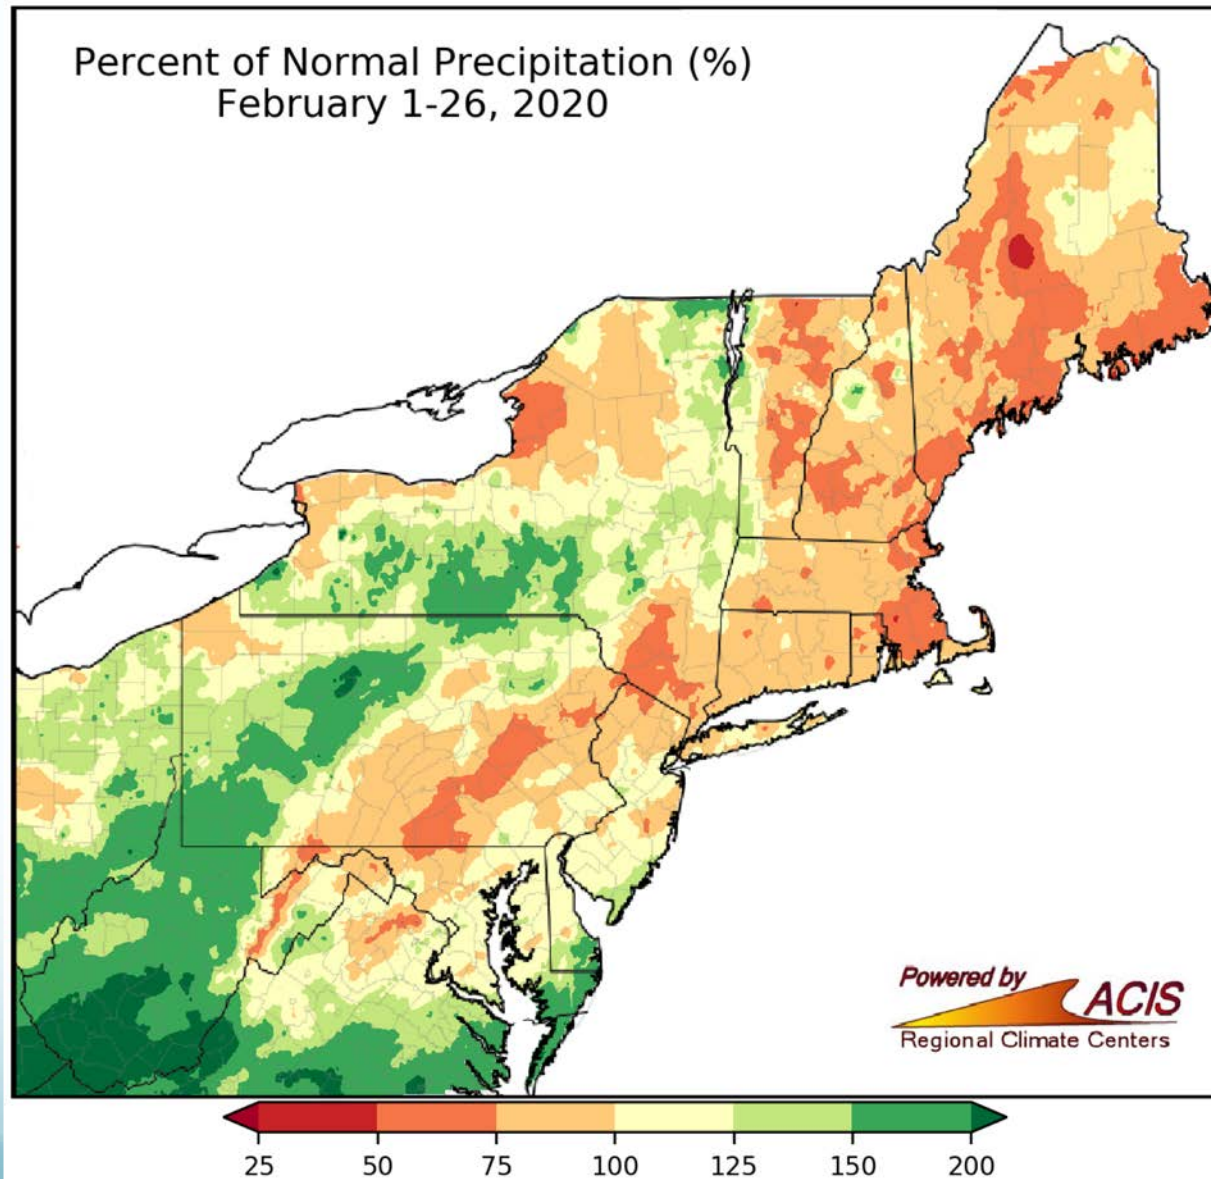 Percent of Normal Precipitation (%)
February 1-26, 2020
Powered by
ACIS
Regional Climate Centers
25 50 75 100 125 150 200